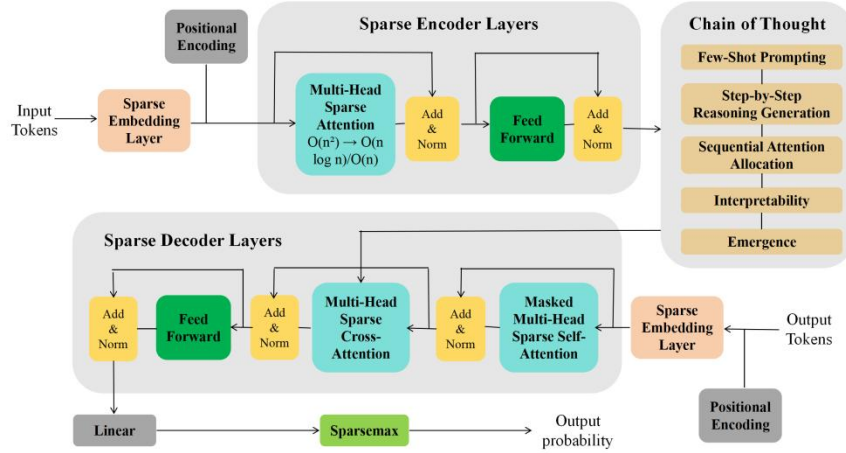 Positional
Encoding
Sparse Encoder Layers
Chain of Thought
Input
Tokens
Sparse
Embedding
Layer
Multi-Head
Sparse
Attention
O(n²) → O(n
log n)/O(n)
Add
&
Norm
Feed
Forward
Add
&
Norm
Few-Shot Prompting
Step-by-Step
Reasoning Generation
Sequential Attention
Allocation
Interpretability
Emergence
Sparse Decoder Layers
Add
&
Norm
Feed
Forward
Add
&
Norm
Multi-Head
Sparse
Cross-
Attention
Add
&
Norm
Masked
Multi-Head
Sparse Self-
Attention
Sparse
Embedding
Layer
Output
Tokens
Positional
Encoding
Linear
Sparsemax
Output
probability